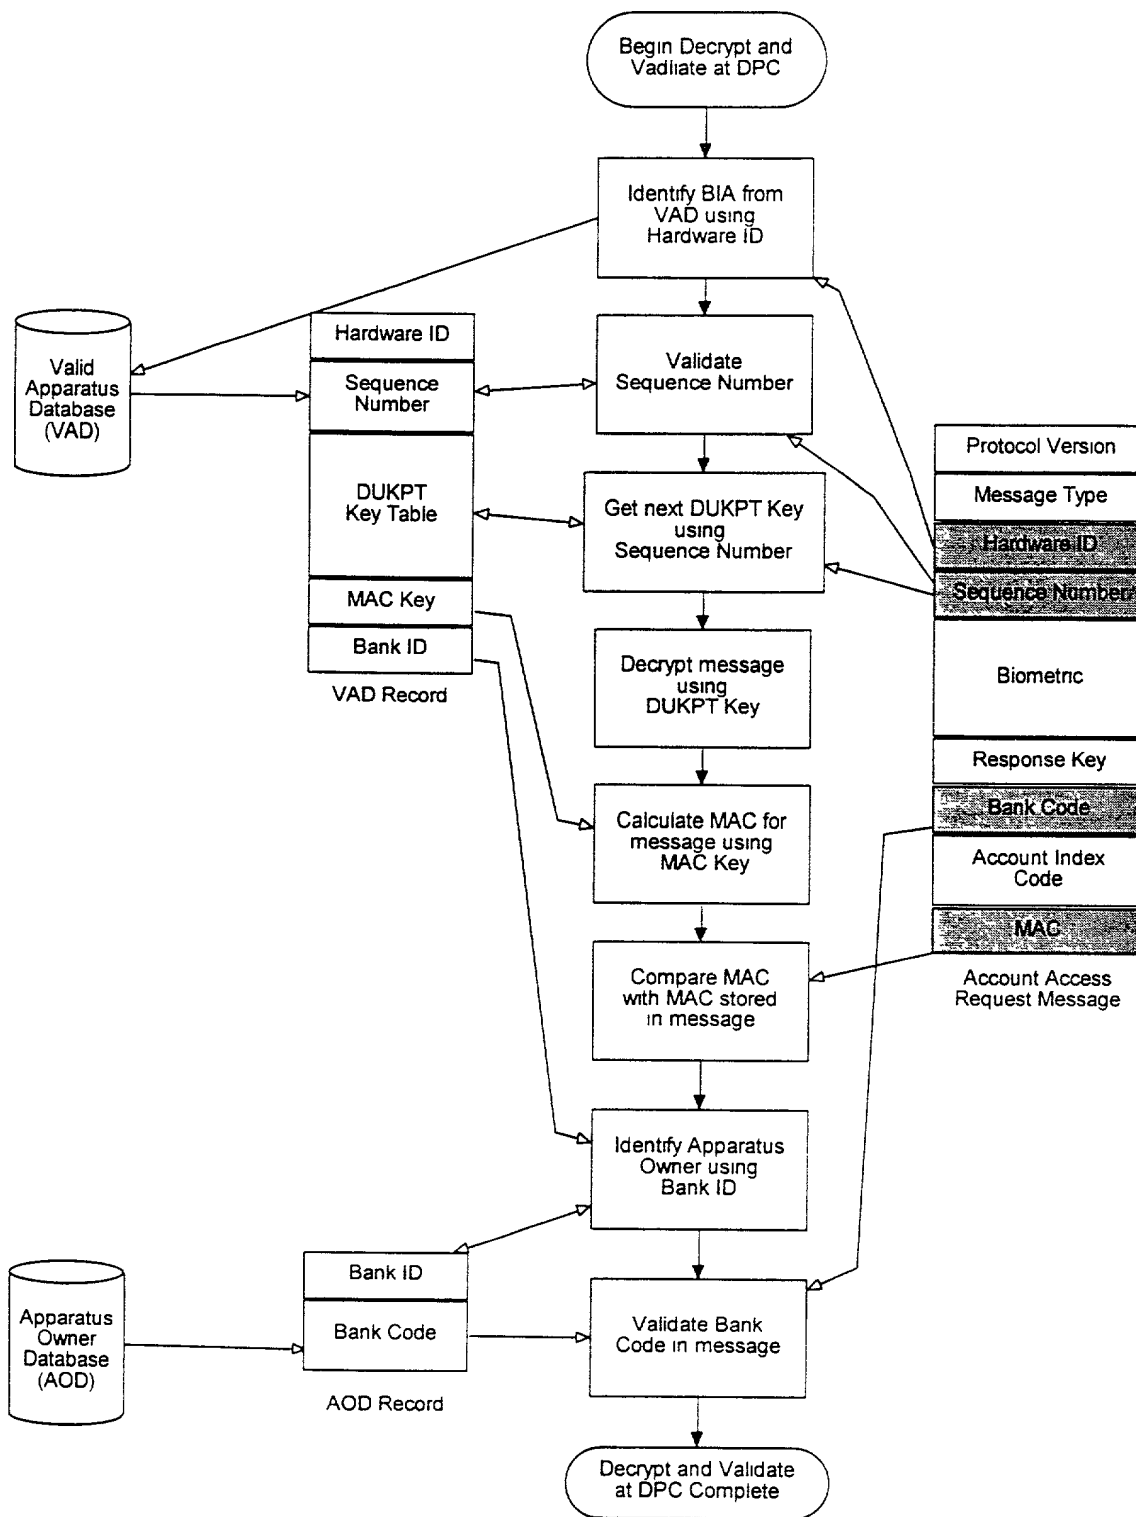 Begin Decrypt and
Vadliate at DPC
Identify BIA from
VAD using
Hardware ID
Valid
Apparatus
Database
(VAD)
Hardware ID
Sequence
Number
DUKPT
Key Table
MAC Key
Bank ID
VAD Record
Validate
Sequence Number
Get next DUKPT Key
using
Sequence Number
Decrypt message
using
DUKPT Key
Calculate MAC for
message using
MAC Key
Compare MAC
with MAC stored
in message
Identify Apparatus
Owner using
Bank ID
Validate Bank
Code in message
Decrypt and Validate
at DPC Complete
Protocol Version
Message Type
Hardware ID
Sequence Number
Biometric
Response Key
Bank Code
Account Index
Code
MAC
Account Access
Request Message
Apparatus
Owner
Database
(AOD)
Bank ID
Bank Code
AOD Record